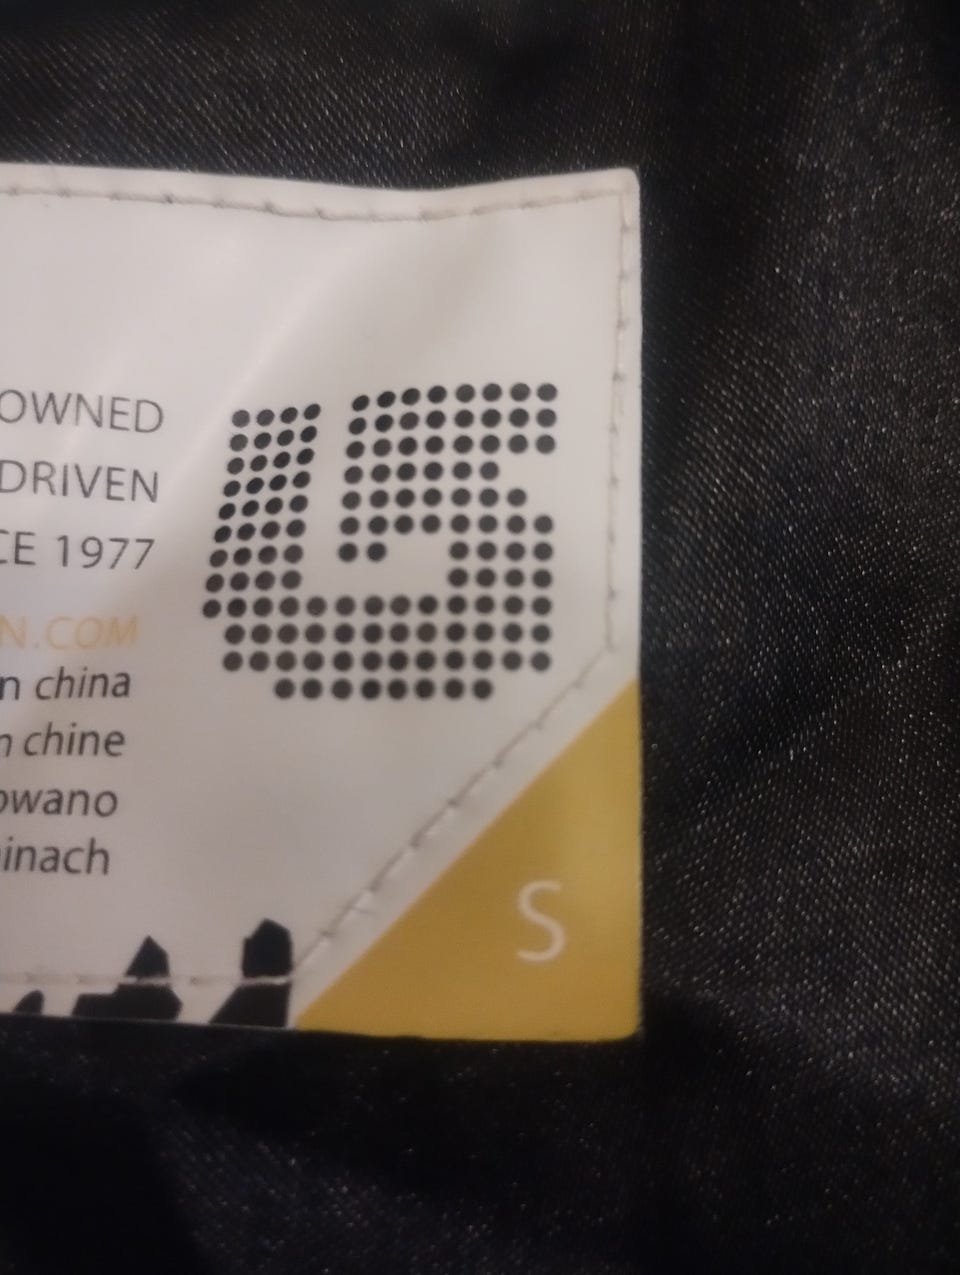 OWNED
DRIVEN
CE 1977
N.COM
n china
n chine
owano
inach
S